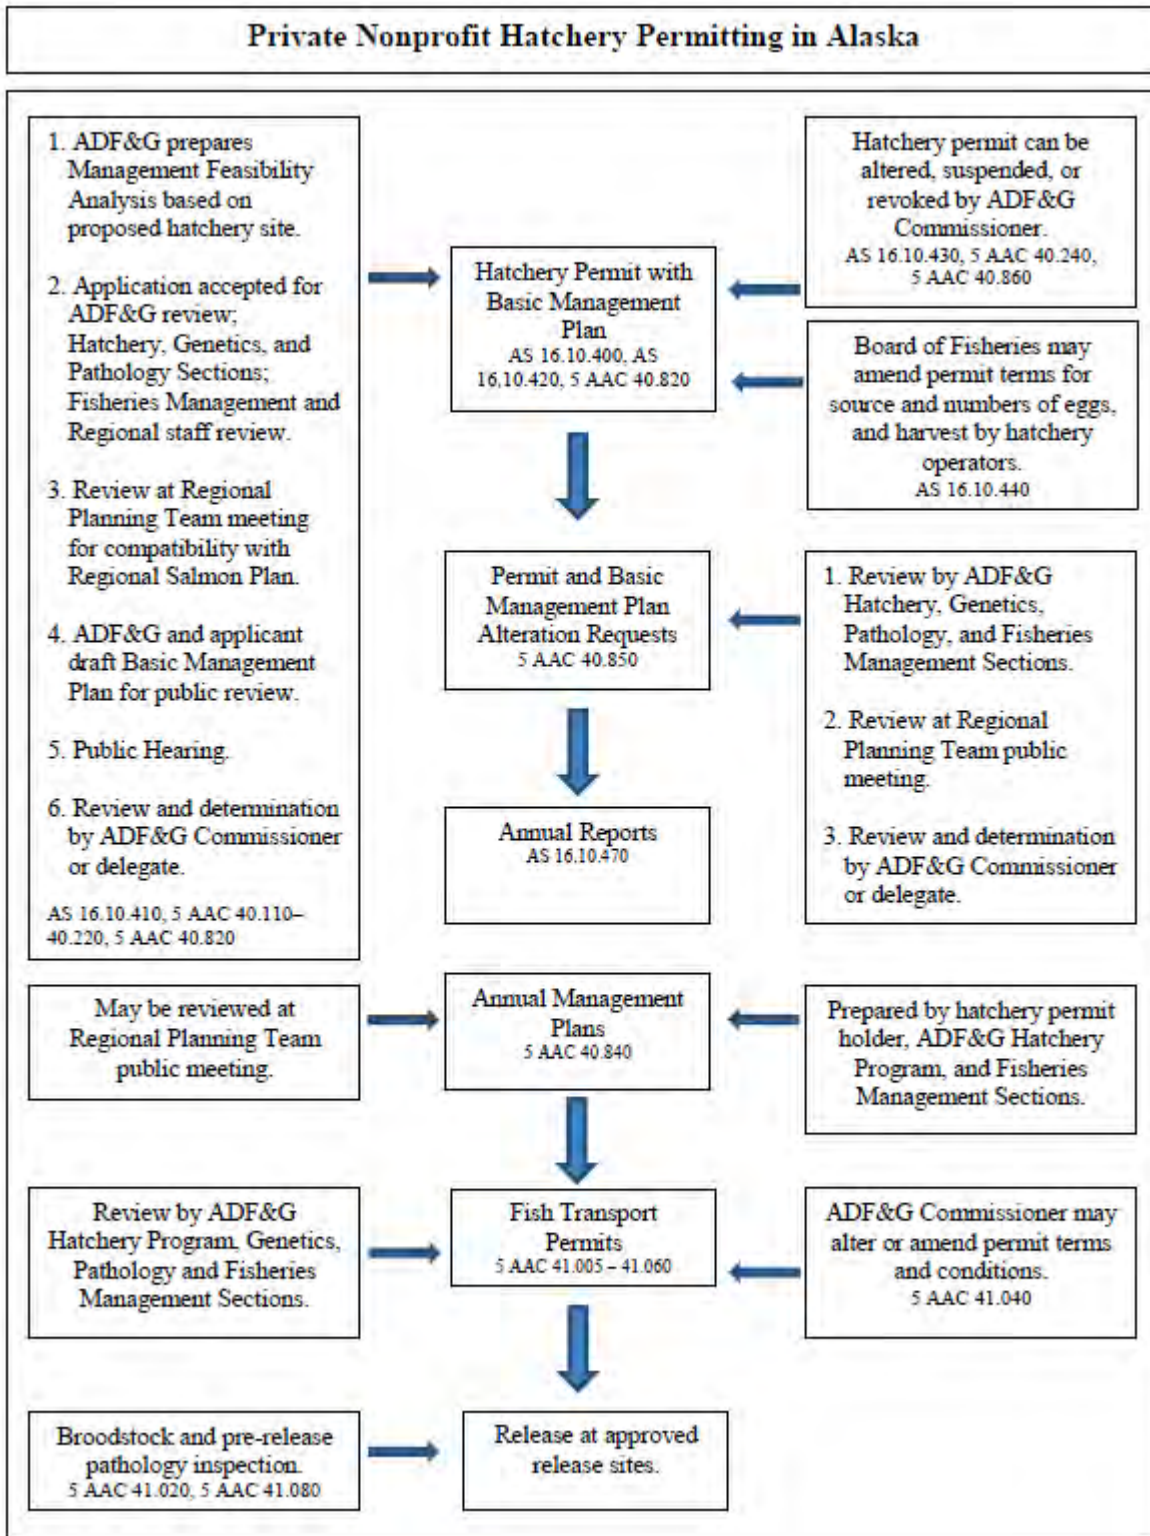 Private Nonprofit Hatchery Permitting in Alaska
1. ADF&G prepares
Management Feasibility
Analysis based on
proposed hatchery site.
2. Application accepted for
ADF&G review;
Hatchery, Genetics, and
Pathology Sections;
Fisheries Management and
Regional staff review.
3. Review at Regional
Planning Team meeting
for compatibility with
Regional Salmon Plan.
4. ADF&G and applicant
draft Basic Management
Plan for public review.
5. Public Hearing.
6. Review and determination
by ADF&G Commissioner
or delegate.
AS 16.10.410, 5 AAC 40.110–
40.220, 5 AAC 40.820
Hatchery Permit with
Basic Management
Plan
AS 16.10.400, AS
16.10.420, 5 AAC 40.820
Hatchery permit can be
altered, suspended, or
revoked by ADF&G
Commissioner.
AS 16.10.430, 5 AAC 40.240,
5 AAC 40.860
Board of Fisheries may
amend permit terms for
source and numbers of eggs,
and harvest by hatchery
operators.
AS 16.10.440
Permit and Basic
Management Plan
Alteration Requests
5 AAC 40.850
1. Review by ADF&G
Hatchery, Genetics,
Pathology, and Fisheries
Management Sections.
2. Review at Regional
Planning Team public
meeting.
3. Review and determination
by ADF&G Commissioner
or delegate.
Annual Reports
AS 16.10.470
May be reviewed at
Regional Planning Team
public meeting.
Annual Management
Plans
5 AAC 40.840
Prepared by hatchery permit
holder, ADF&G Hatchery
Program, and Fisheries
Management Sections.
Review by ADF&G
Hatchery Program, Genetics,
Pathology and Fisheries
Management Sections.
Fish Transport
Permits
5 AAC 41.005 – 41.060
ADF&G Commissioner may
alter or amend permit terms
and conditions.
5 AAC 41.040
Broodstock and pre-release
pathology inspection.
5 AAC 41.020, 5 AAC 41.080
Release at approved
release sites.